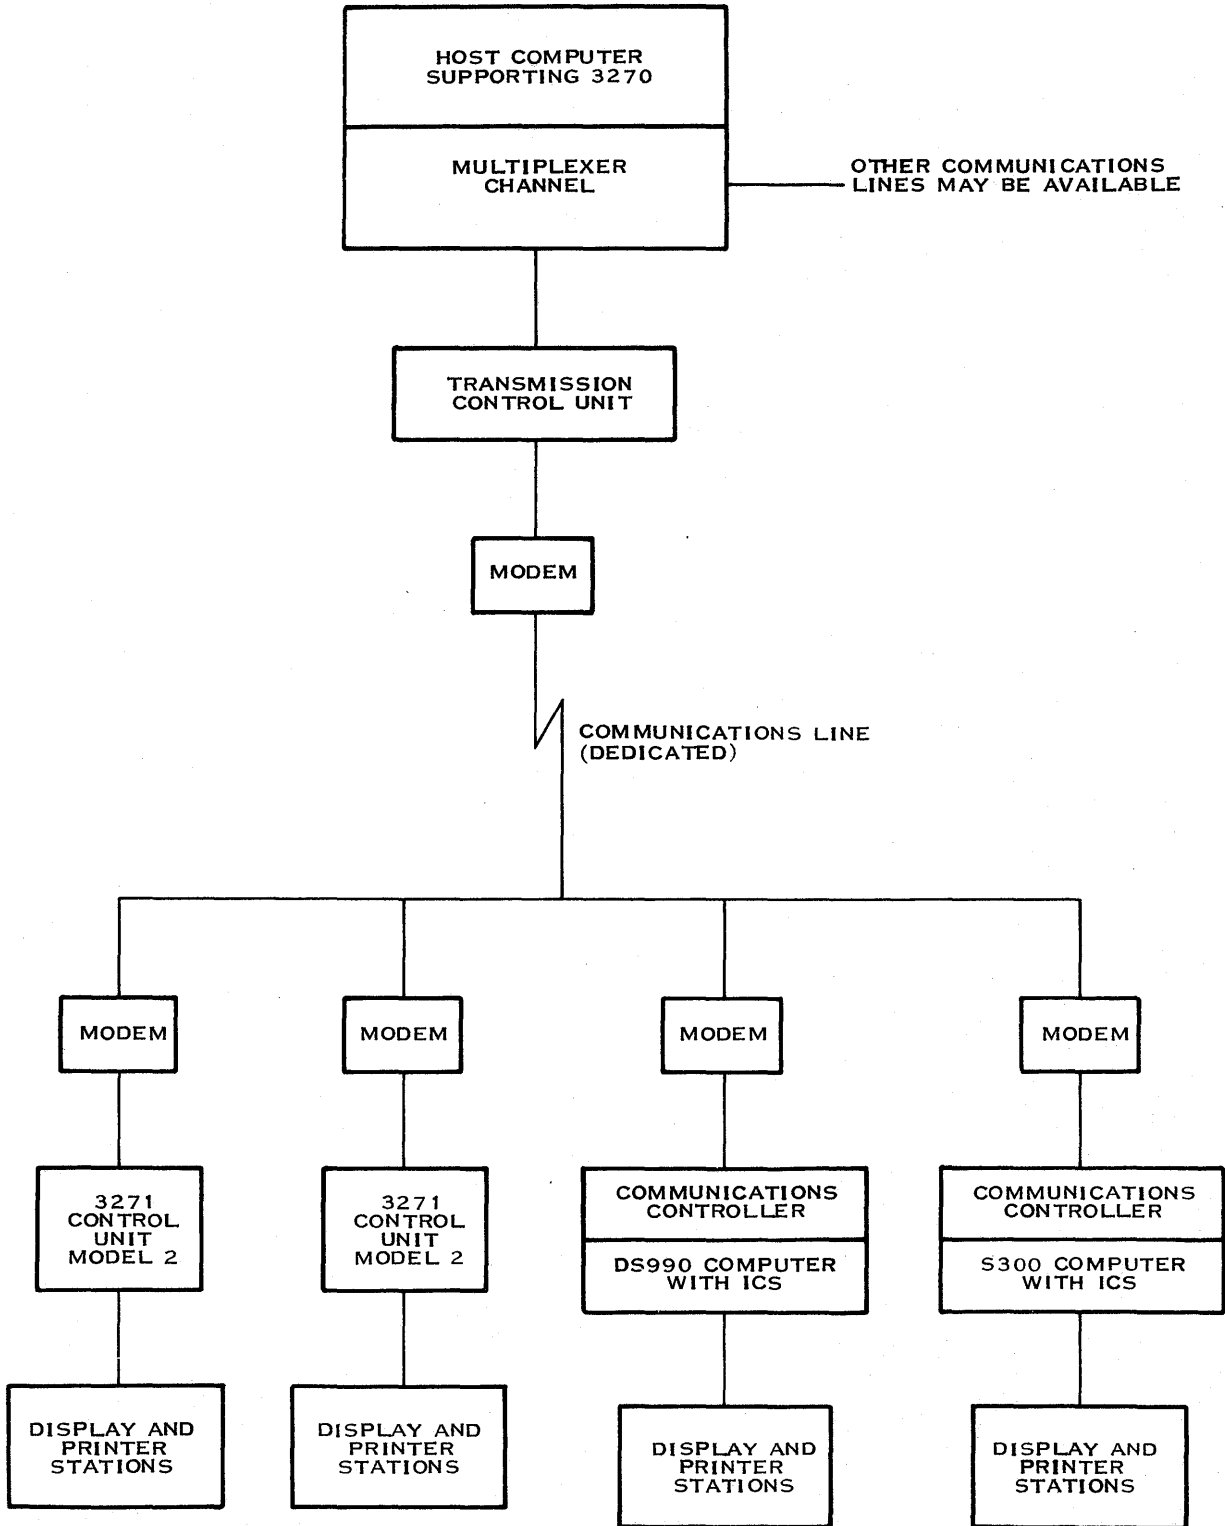 HOST COMPUTER
SUPPORTING 3270
MULTIPLEXER
CHANNEL
OTHER COMMUNICATIONS
LINES MAY BE AVAILABLE
TRANSMISSION
CONTROL UNIT
MODEM
COMMUNICATIONS LINE
(DEDICATED)
MODEM
MODEM
MODEM
MODEM
3271
CONTROL
UNIT
MODEL 2
3271
CONTROL
UNIT
MODEL 2
COMMUNICATIONS
CONTROLLER
DS990 COMPUTER
WITH ICS
COMMUNICATIONS
CONTROLLER
S300 COMPUTER
WITH ICS
DISPLAY AND
PRINTER
STATIONS
DISPLAY AND
PRINTER
STATIONS
DISPLAY AND
PRINTER
STATIONS
DISPLAY AND
PRINTER
STATIONS